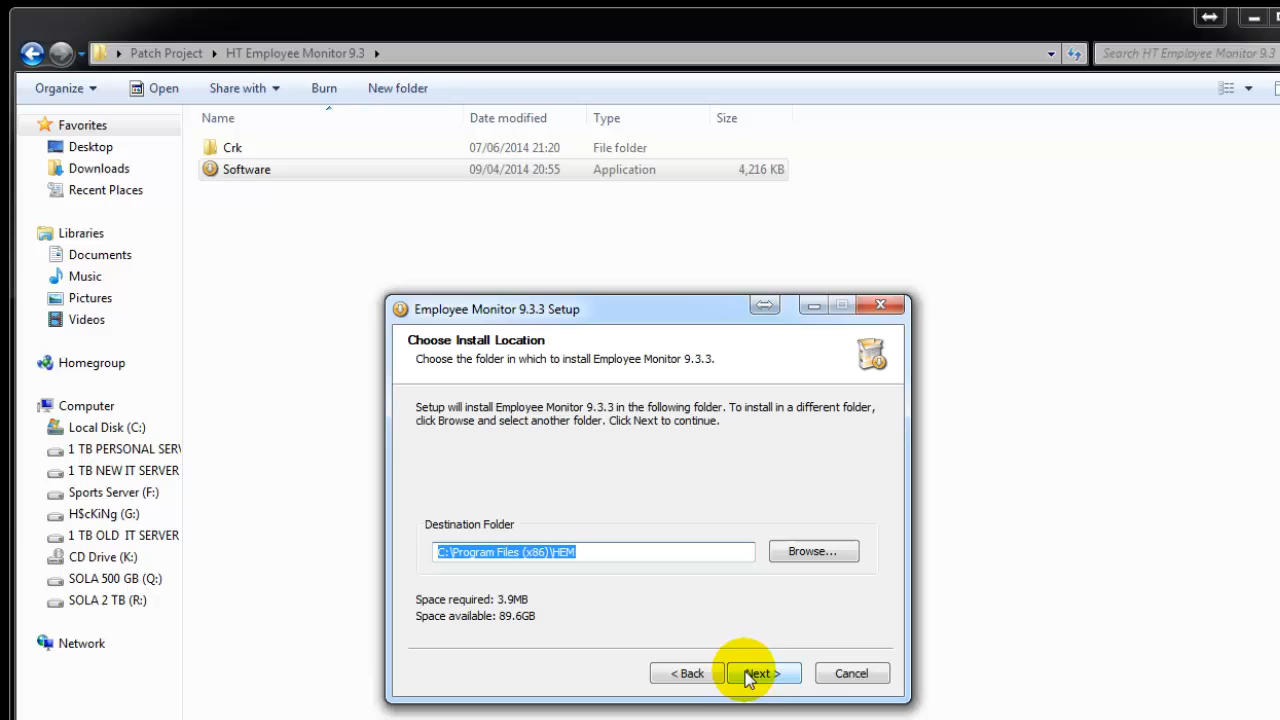 Patch Project HT Employee Monitor 9.3
Search HT Employee Monitor 9.3
Organize Open Share with Burn New folder
Name Date modified Type Size
Crk 07/06/2014 21:20 File folder
Software 09/04/2014 20:55 Application 4,216 KB
Favorites
Desktop
Downloads
Recent Places
Libraries
Documents
Music
Pictures
Videos
Homegroup
Computer
Local Disk (C:)
1 TB PERSONAL SERV
1 TB NEW IT SERVER
Sports Server (F:)
H$cKiNg (G:)
1 TB OLD IT SERVER
CD Drive (K:)
SOLA 500 GB (Q:)
SOLA 2 TB (R:)
Network
Employee Monitor 9.3.3 Setup
Choose Install Location
Choose the folder in which to install Employee Monitor 9.3.3.
Setup will install Employee Monitor 9.3.3 in the following folder. To install in a different folder,
click Browse and select another folder. Click Next to continue.
Destination Folder
C:\Program Files (x86)\HEM
Browse...
Space required: 3.9MB
Space available: 89.6GB
< Back Next > Cancel